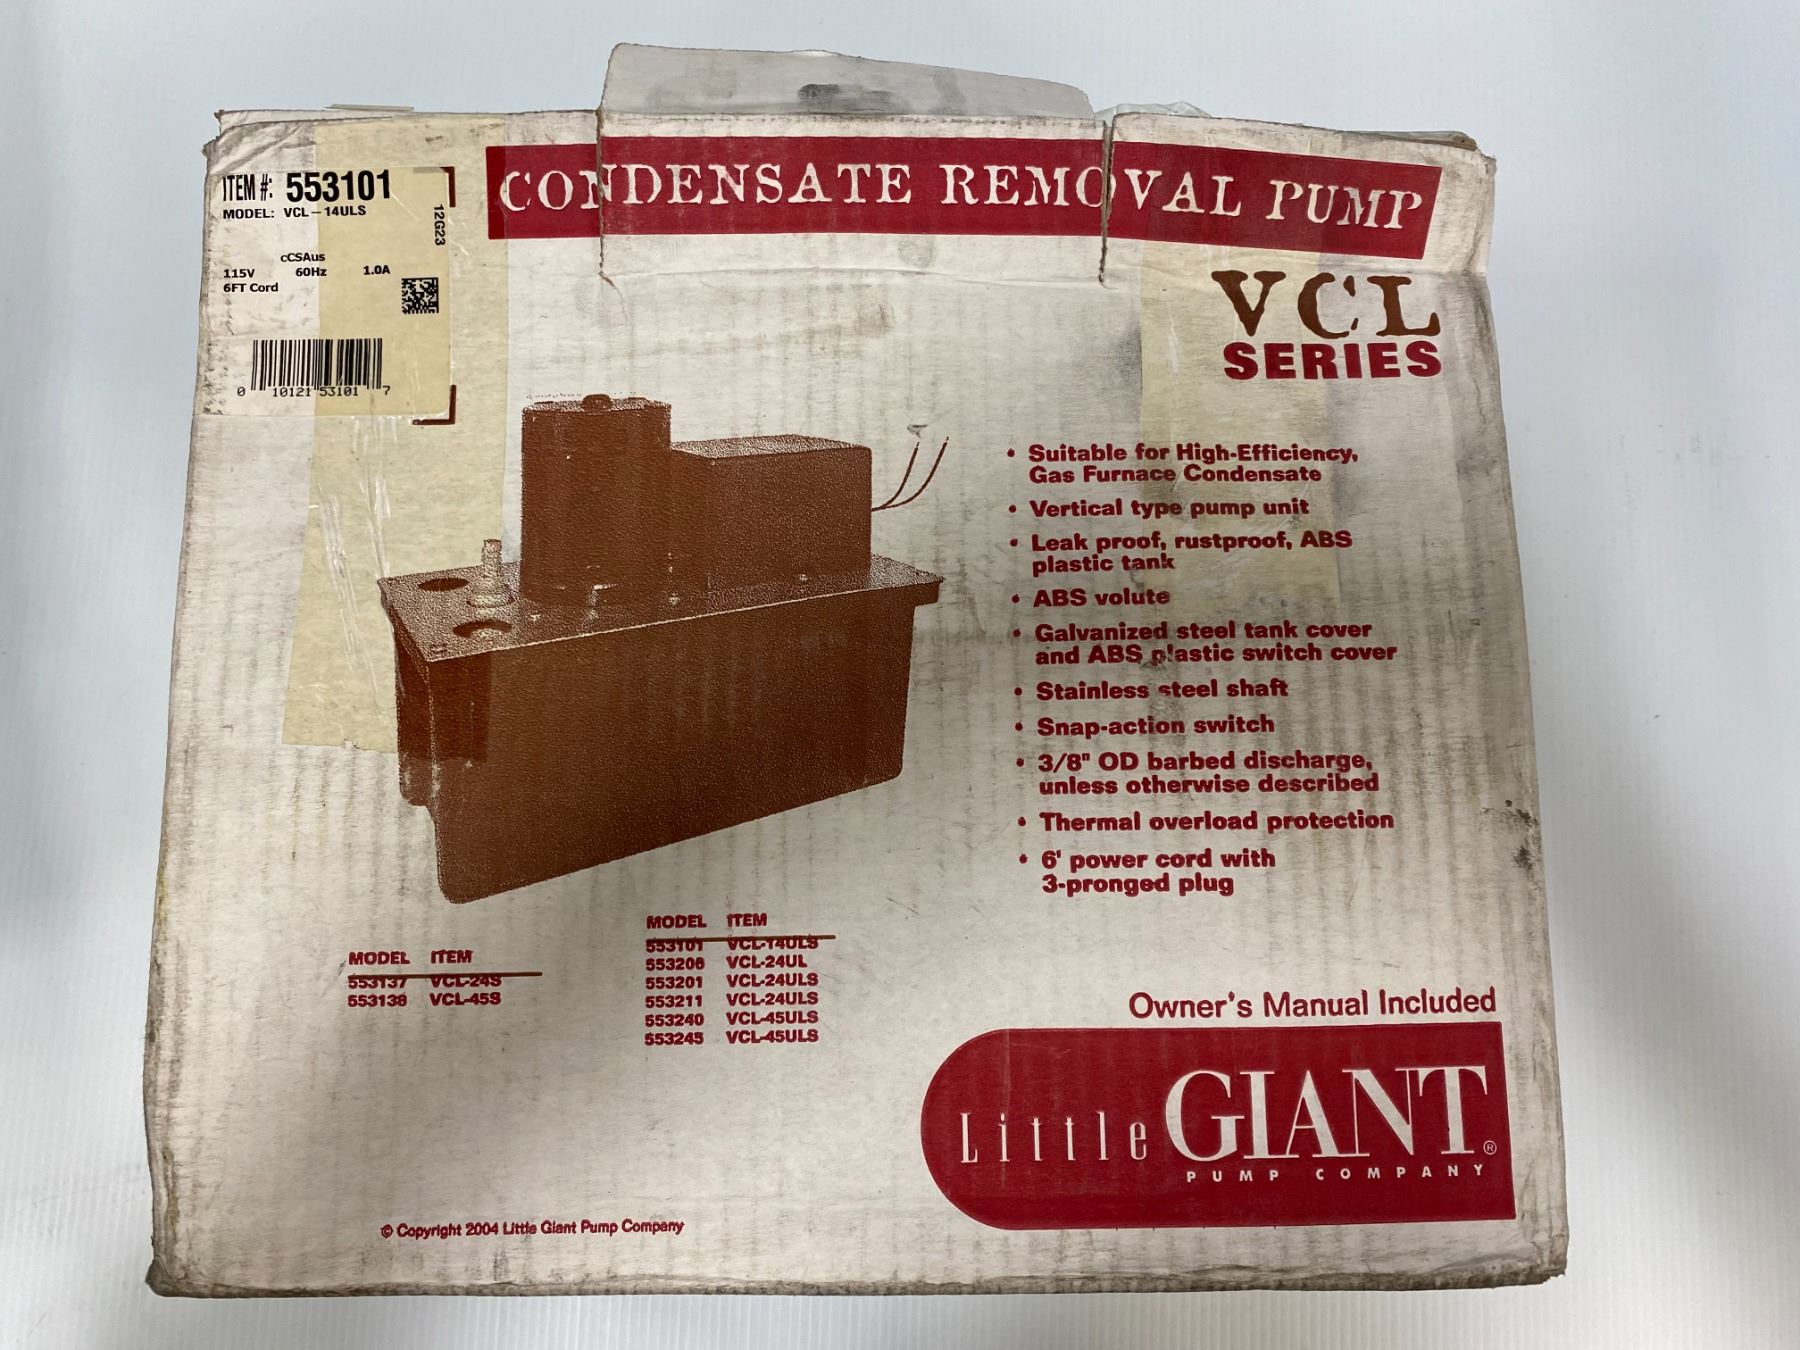 ITEM #: 553101
MODEL: VCL-14ULS
12G23
cCSAus
115V 60Hz 1.0A
6FT Cord
0 10121 53101 7
CONDENSATE REMOVAL PUMP
VCL
SERIES
• Suitable for High-Efficiency,
Gas Furnace Condensate
• Vertical type pump unit
• Leak proof, rustproof, ABS
plastic tank
• ABS volute
• Galvanized steel tank cover
and ABS plastic switch cover
• Stainless steel shaft
• Snap-action switch
• 3/8" OD barbed discharge,
unless otherwise described
• Thermal overload protection
• 6' power cord with
3-pronged plug
MODEL ITEM
553137 VCL-24S
553138 VCL-45S
MODEL ITEM
553101 VCL-14ULS
553208 VCL-24UL
553201 VCL-24ULS
553211 VCL-24ULS
553240 VCL-45ULS
553245 VCL-45ULS
Owner's Manual Included
Little GIANT®
PUMP COMPANY
© Copyright 2004 Little Giant Pump Company